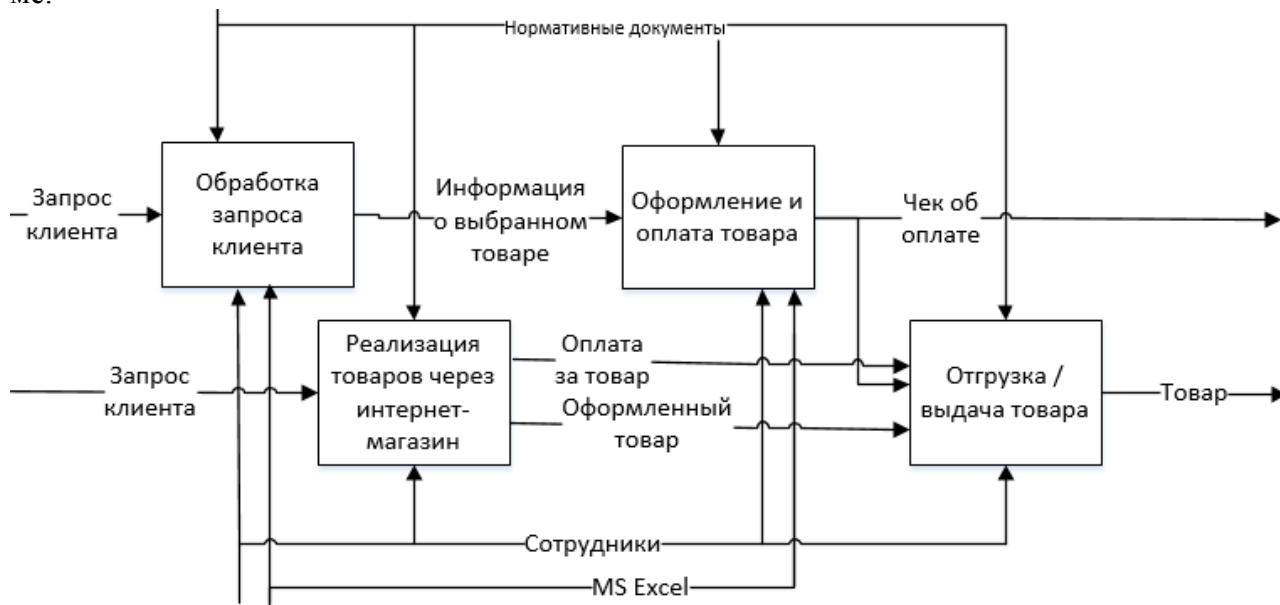 ме.
Нормативные документы
Запрос
клиента
Обработка
запроса
клиента
Информация
о выбранном
товаре
Оформление и
оплата товара
Чек об
оплате
Запрос
клиента
Реализация
товаров через
интернет-
магазин
Оплата
за товар
Оформленный
товар
Отгрузка /
выдача товара
Товар
Сотрудники
MS Excel